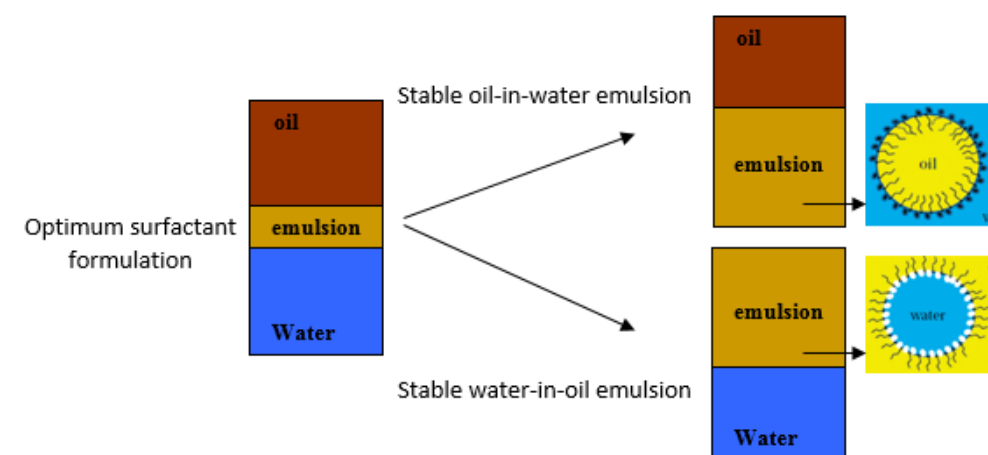 oil
Stable oil-in-water emulsion
oil
oil
emulsion
Optimum surfactant
formulation
emulsion
Water
emulsion
water
Stable water-in-oil emulsion
Water